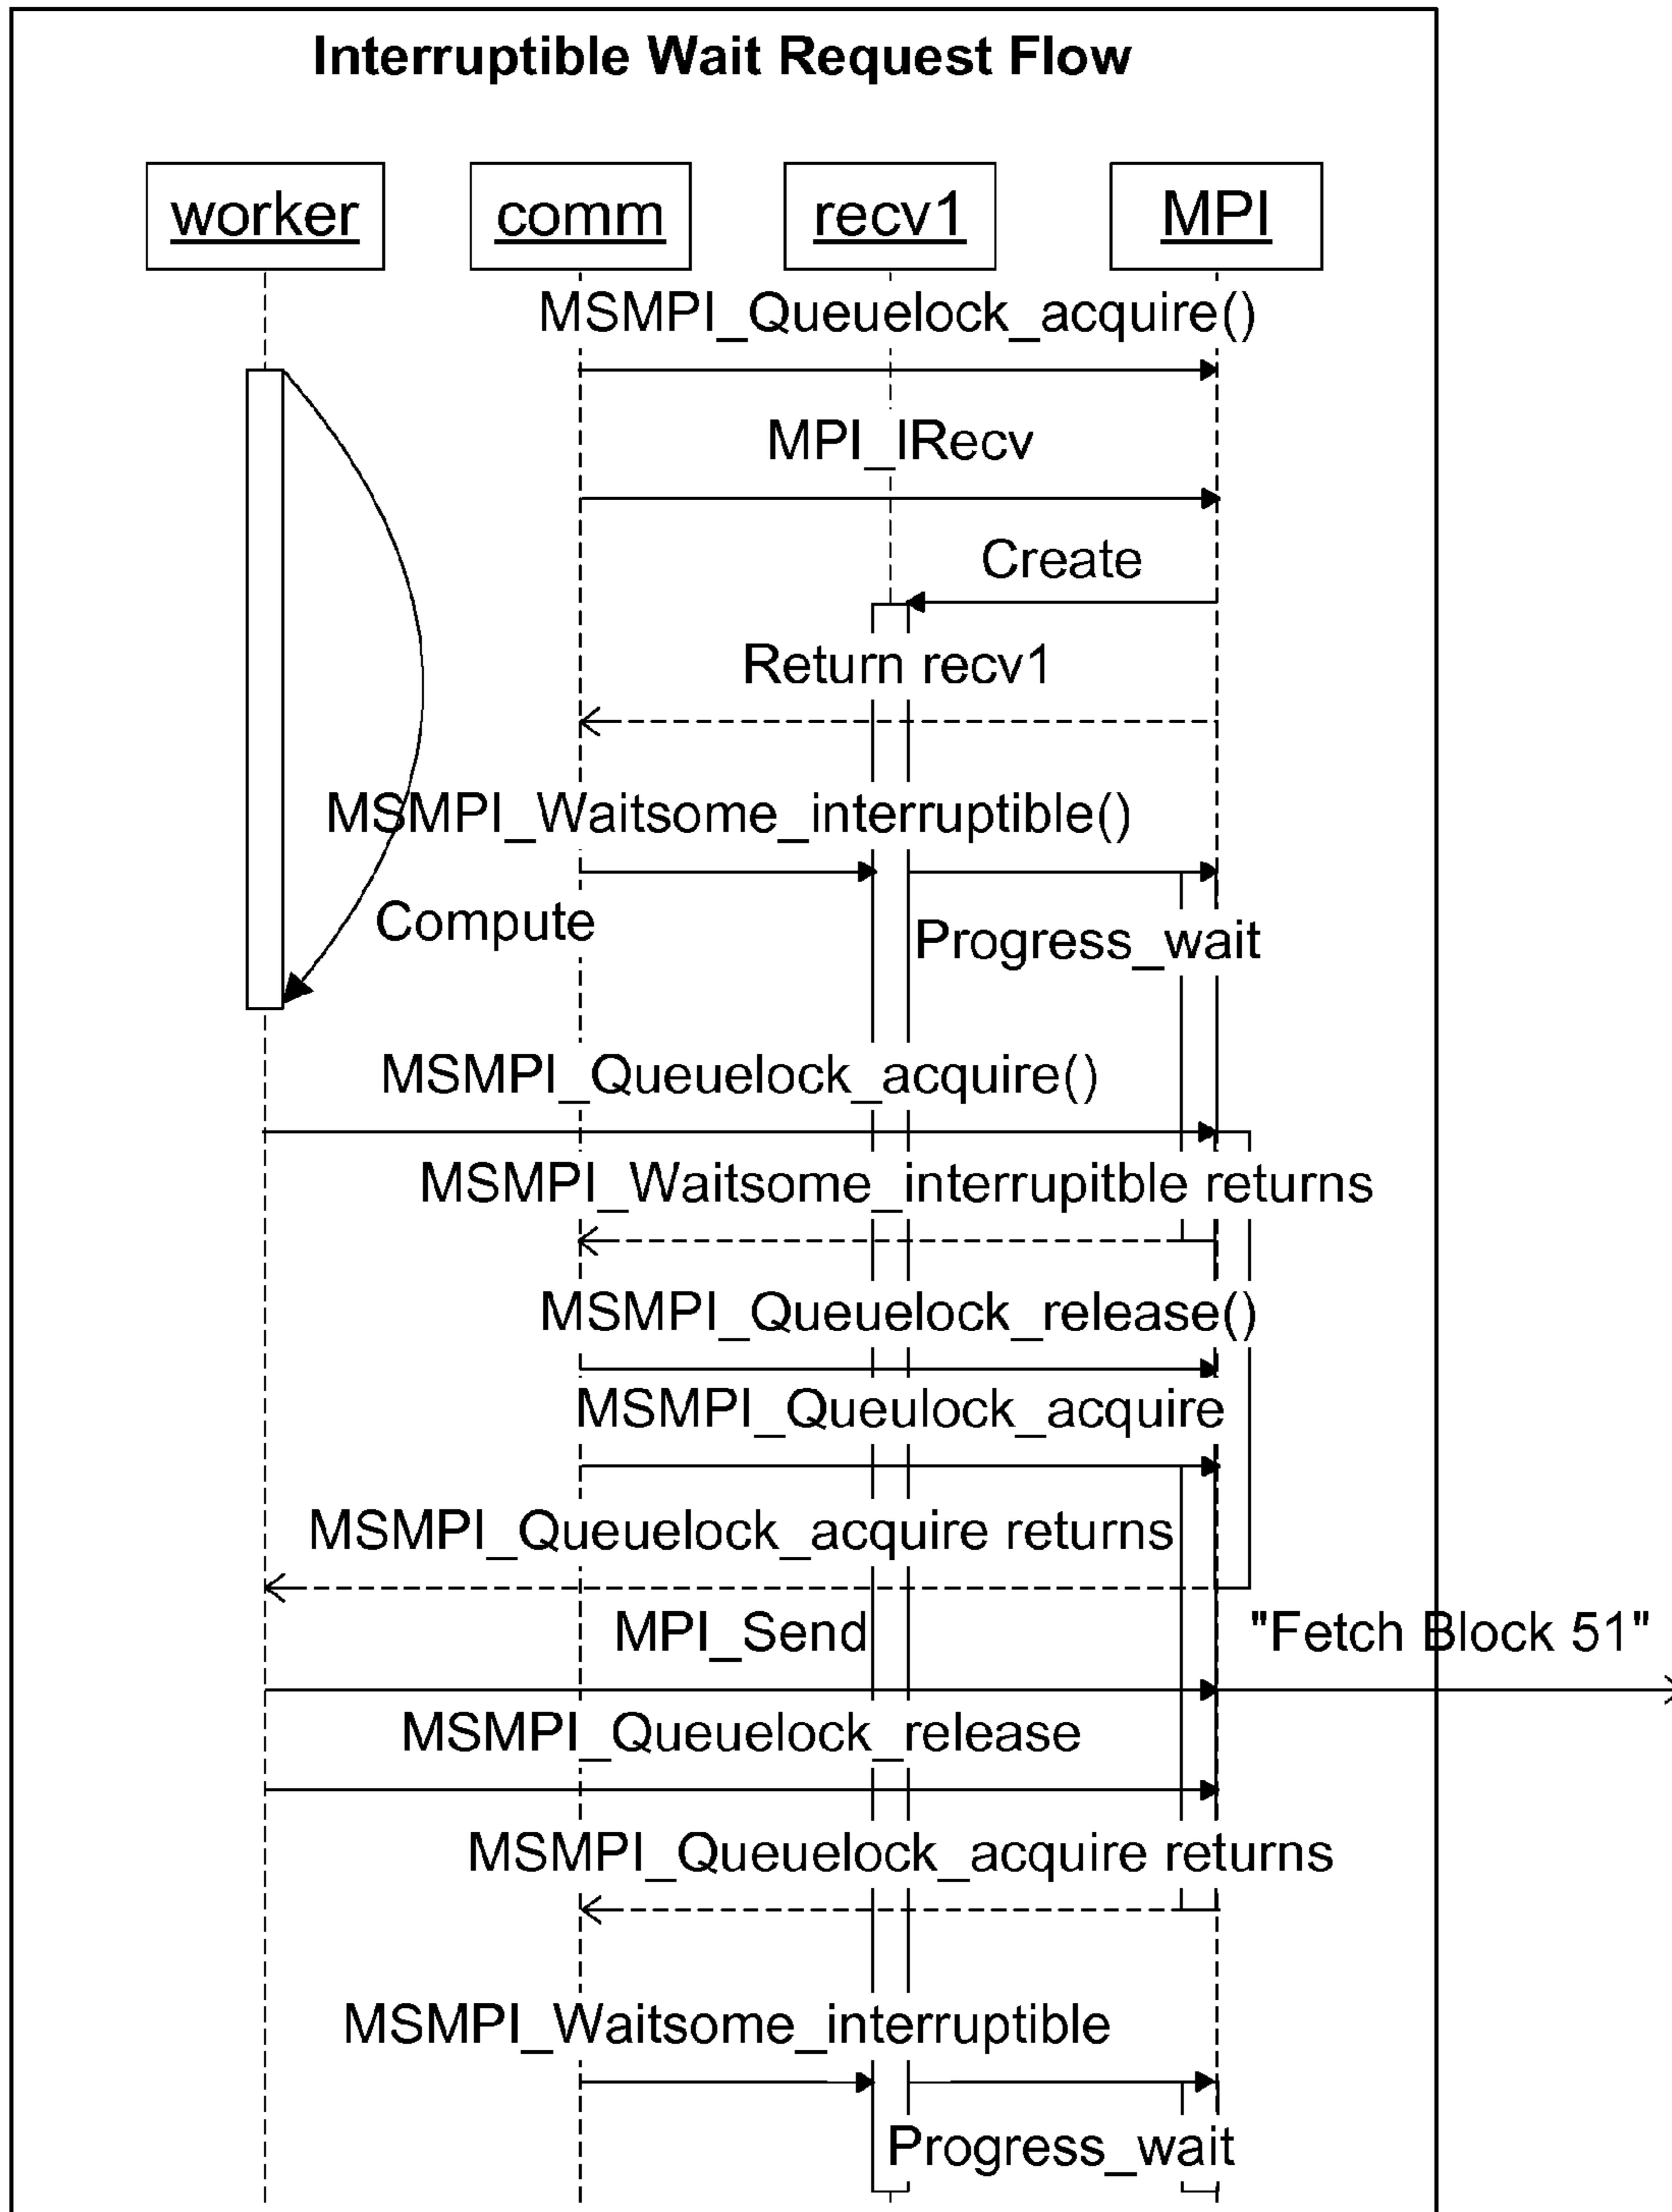 Interruptible Wait Request Flow
worker
comm
recv1
MPI
MSMPI_Queuelock_acquire()
MPI_IRecv
Create
Return recv1
MSMPI_Waitsome_interruptible()
Compute
Progress_wait
MSMPI_Queuelock_acquire()
MSMPI_Waitsome_interrupitble returns
MSMPI_Queuelock_release()
MSMPI_Queulock_acquire
MSMPI_Queuelock_acquire returns
MPI_Send
"Fetch Block 51"
MSMPI_Queuelock_release
MSMPI_Queuelock_acquire returns
MSMPI_Waitsome_interruptible
Progress_wait